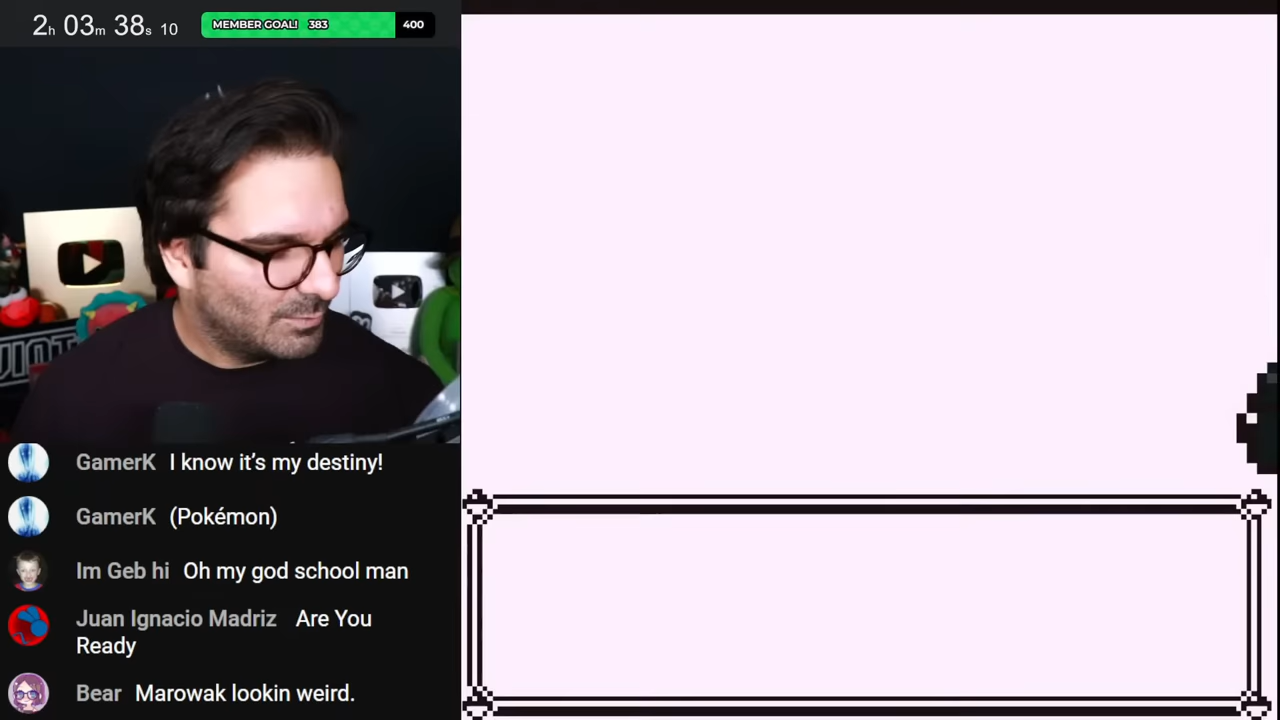 2h 03m 38s 10
MEMBER GOAL! 383
400
GamerK I know it's my destiny!
GamerK (Pokémon)
Im Geb hi Oh my god school man
Juan Ignacio Madriz Are You
Ready
Bear Marowak lookin weird.